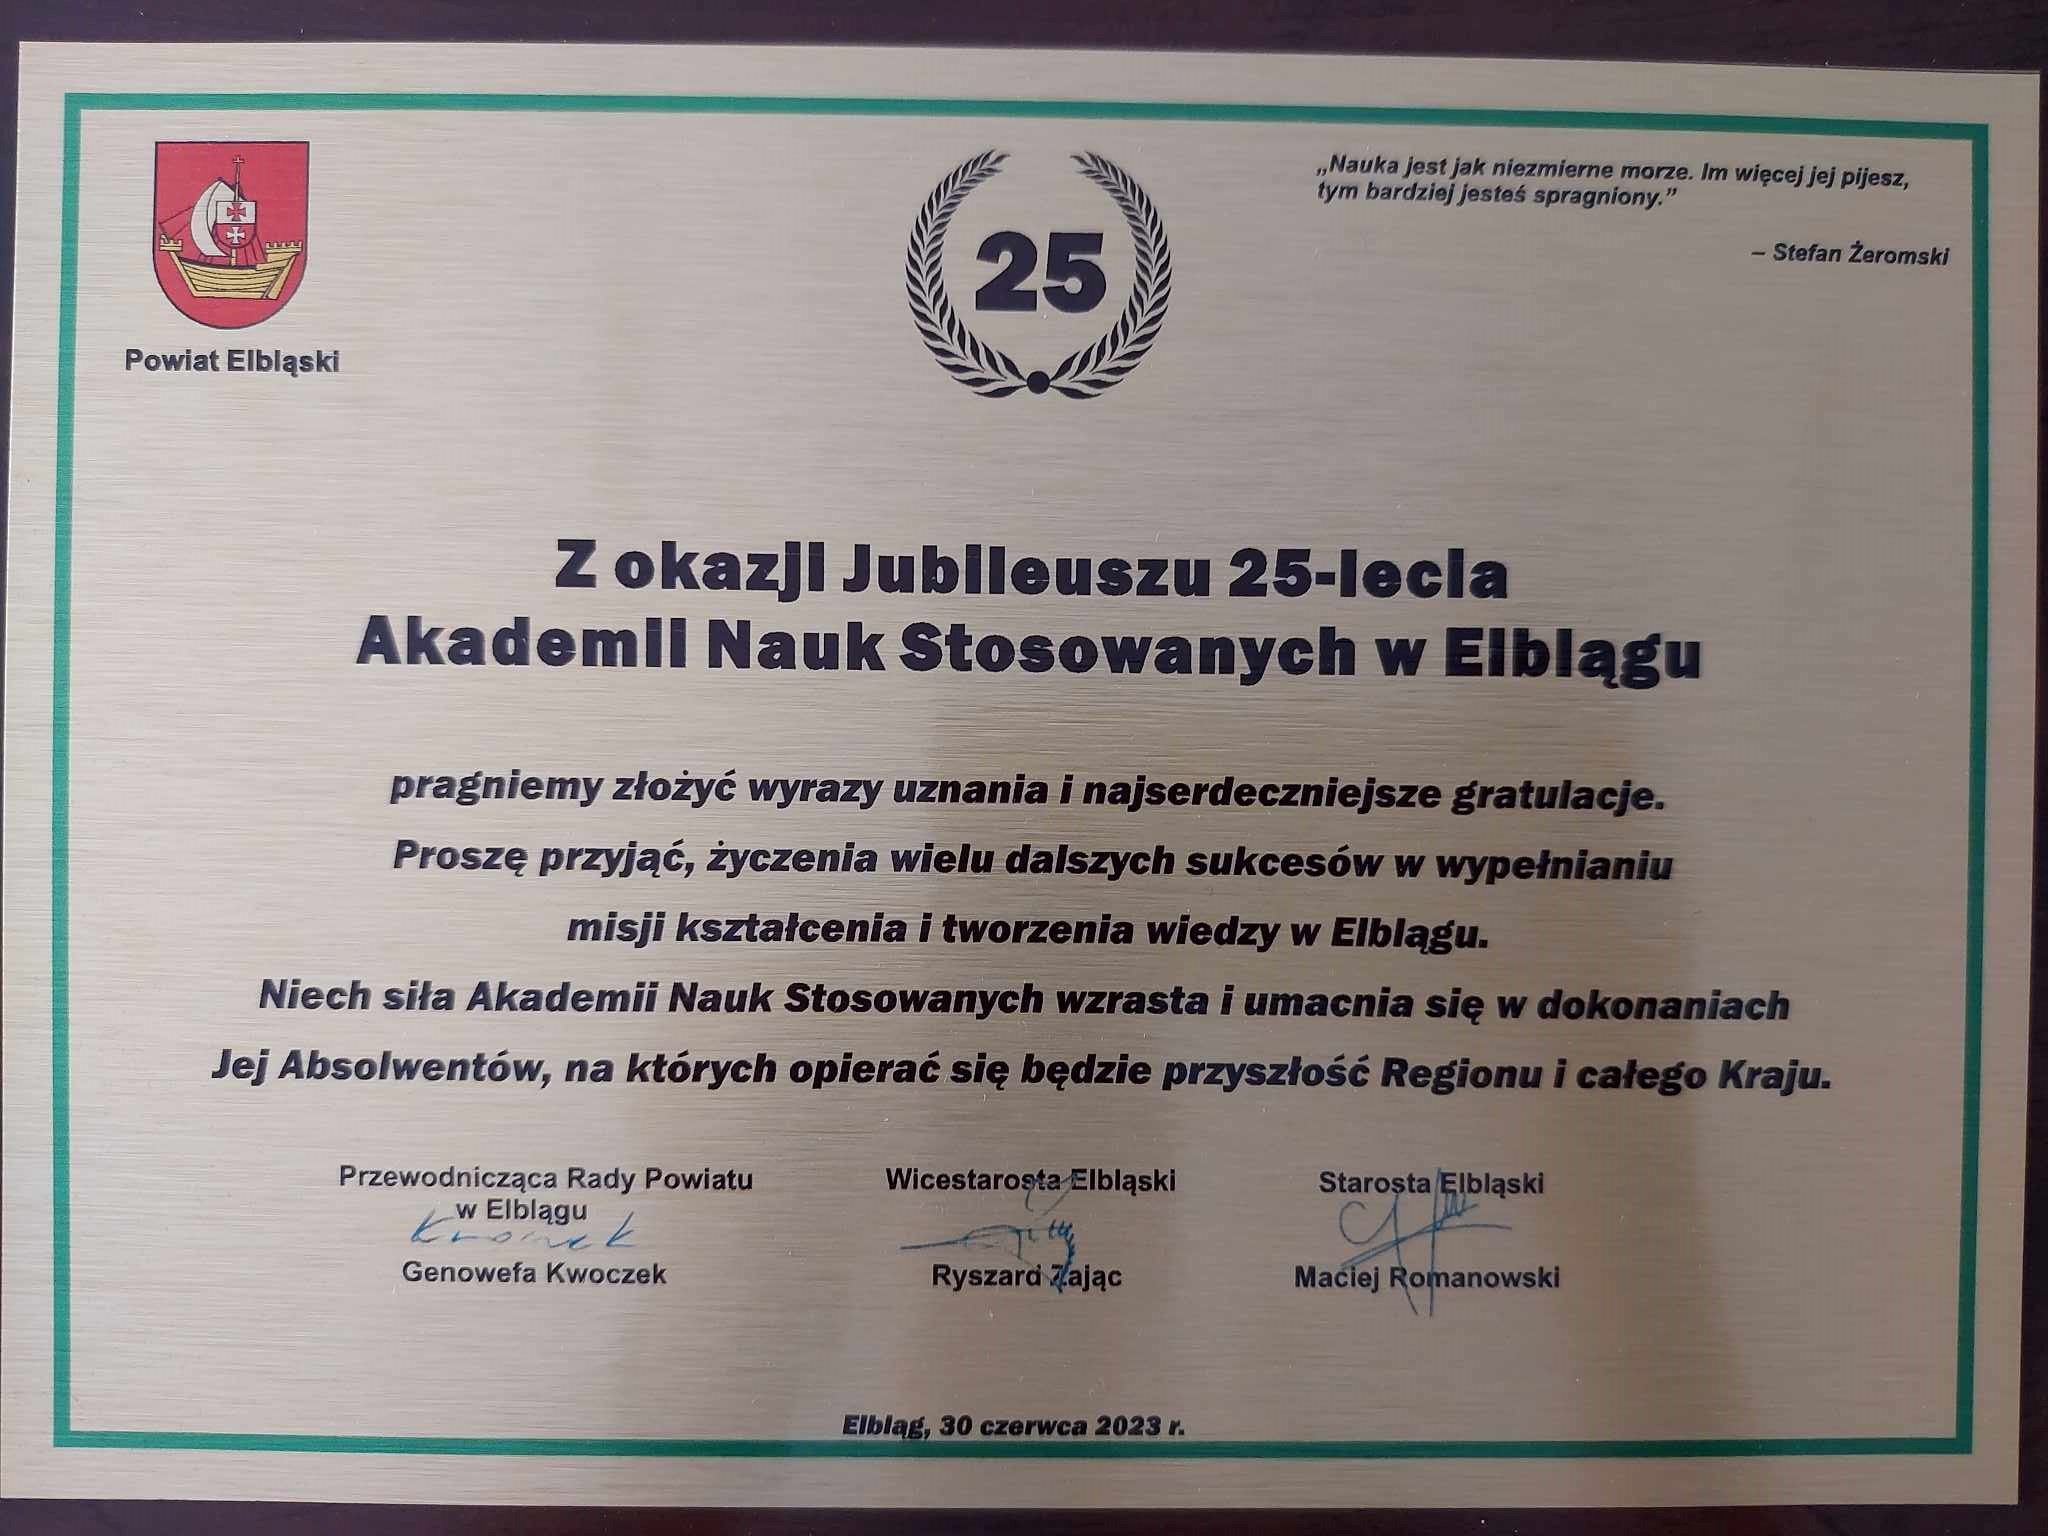 Powiat Elbląski
25
„Nauka jest jak niezmierne morze. Im więcej jej pijesz,
tym bardziej jesteś spragniony.”
– Stefan Żeromski
Z okazji Jubileuszu 25-lecia
Akademii Nauk Stosowanych w Elblągu
pragniemy złożyć wyrazy uznania i najserdeczniejsze gratulacje.
Proszę przyjąć, życzenia wielu dalszych sukcesów w wypełnianiu
misji kształcenia i tworzenia wiedzy w Elblągu.
Niech siła Akademii Nauk Stosowanych wzrasta i umacnia się w dokonaniach
Jej Absolwentów, na których opierać się będzie przyszłość Regionu i całego Kraju.
Przewodnicząca Rady Powiatu
w Elblągu
Genowefa Kwoczek
Wicestarosta Elbląski
Ryszard Zając
Starosta Elbląski
Maciej Romanowski
Elbląg, 30 czerwca 2023 r.